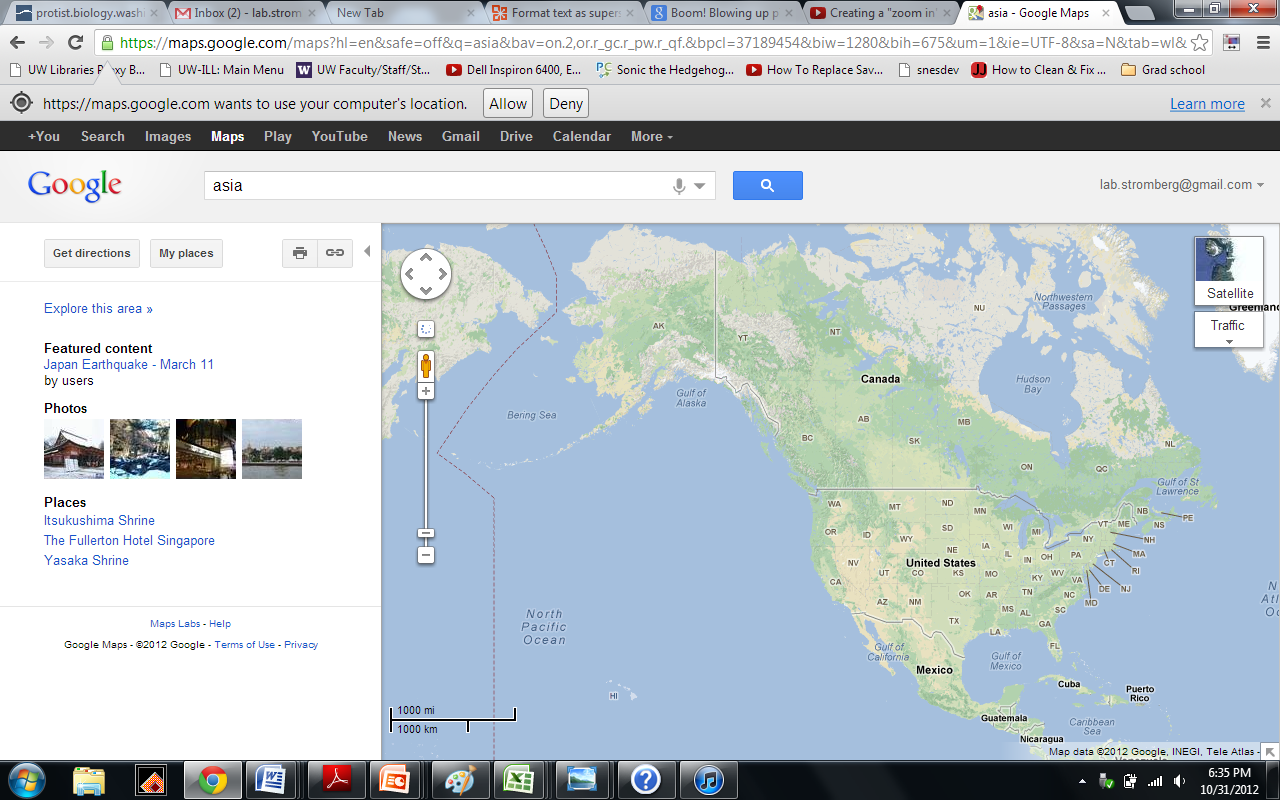 protist.biology.wash
Inbox (2) - lab.strom
New Tab
Format text as supers
Boom! Blowing up p
Creating a "zoom in"
asia - Google Maps
https://maps.google.com/maps?hl=en&safe=off&q=asia&bav=on.2,or.r_gc.r_pw.r_qf.&bpcl=37189454&biw=1280&bih=675&um=1&ie=UTF-8&sa=N&tab=wl&
UW Libraries Proxy B...
UW-ILL: Main Menu
UW Faculty/Staff/St...
Dell Inspiron 6400, E...
Sonic the Hedgehog...
How To Replace Sav...
snesdev
How to Clean & Fix ...
Grad school
https://maps.google.com wants to use your computer's location.
Allow
Deny
Learn more
+You Search Images Maps Play YouTube News Gmail Drive Calendar More
Google
asia
lab.stromberg@gmail.com
Get directions
My places
Explore this area »
Featured content
Japan Earthquake - March 11
by users
Photos
Places
Itsukushima Shrine
The Fullerton Hotel Singapore
Yasaka Shrine
Maps Labs - Help
Google Maps - ©2012 Google - Terms of Use - Privacy
Satellite
Greenland
Traffic
Northwestern
Passages
NU
AK
YT
NT
Canada
Hudson
Bay
Gulf of
Alaska
Bering Sea
AB
MB
BC
SK
NL
ON
QC
Gulf of St
Lawrence
WA
MT
ND
MN
NB
PE
VT
ME
NS
OR
ID
SD
WI
MI
NY
NH
WY
NE
IA
IL
IN
OH
PA
MA
CT
RI
NV
UT
CO
United States
KS
MO
KY
WV
VA
NJ
DE
MD
CA
AZ
NM
OK
AR
TN
NC
SC
MS
AL
GA
TX
LA
FL
North
Pacific
Ocean
Gulf of
California
Gulf of
Mexico
Mexico
HI
Cuba
Puerto
Rico
Guatemala
Caribbean
Sea
Nicaragua
1000 mi
1000 km
Map data ©2012 Google, INEGI, Tele Atlas -
6:35 PM
10/31/2012